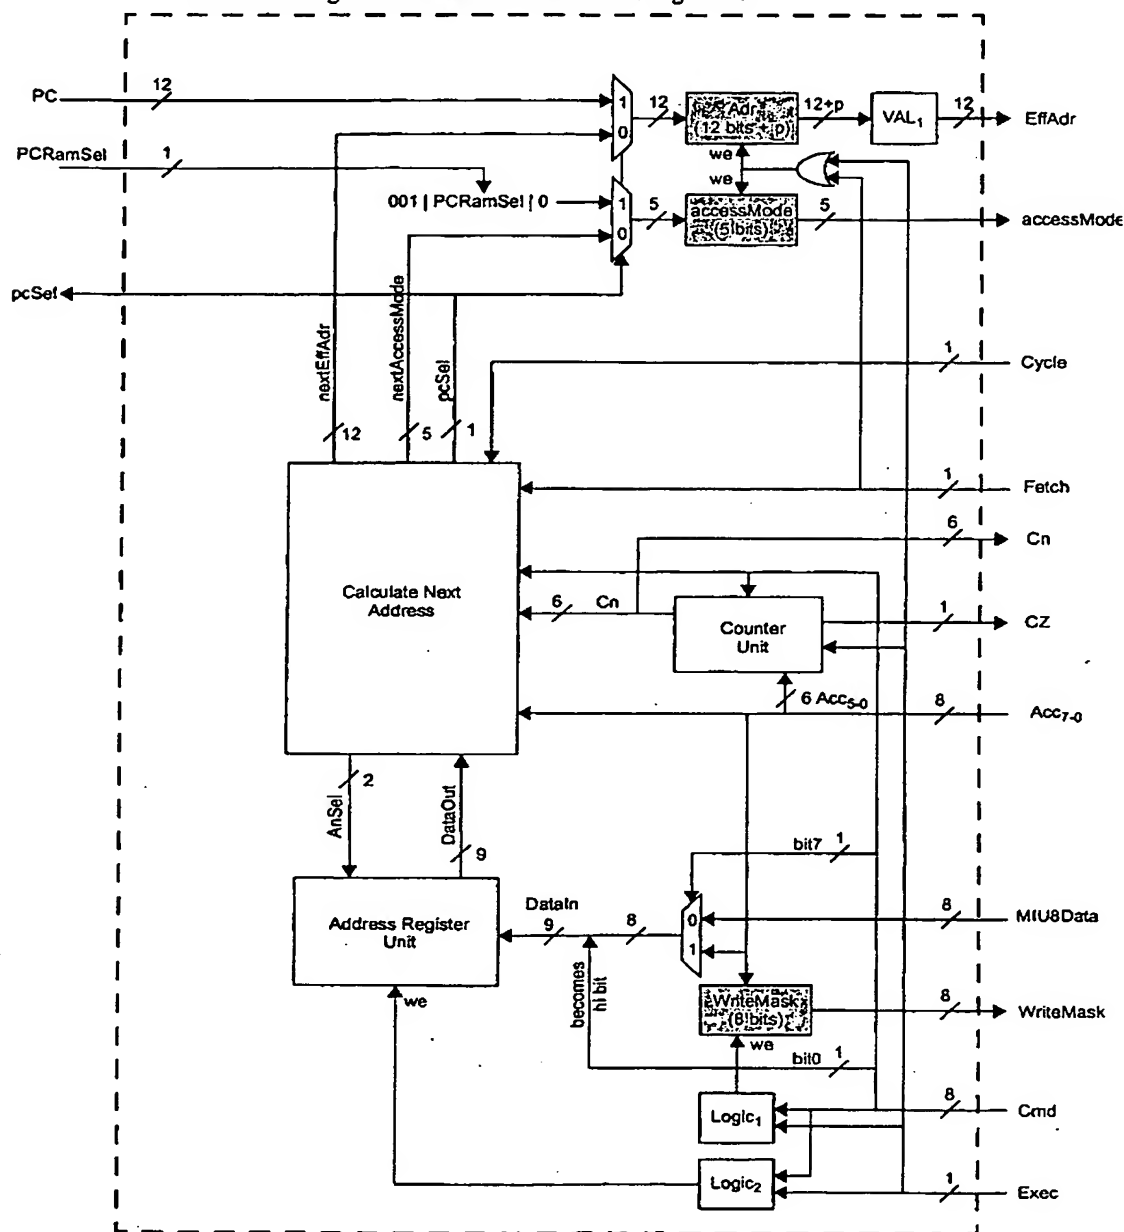 PC
12
1
0
12
Adr
(12 bits + p)
12+p
VAL1
12
EffAdr
PCRamSel
1
we
we
001 | PCRamSel | 0
1
0
5
accessMode
(5 bits)
5
accessMode
pcSel
nextEffAdr
nextAccessMode
pcSel
12
5
1
1
Cycle
1
Fetch
6
Cn
Calculate Next
Address
6
Cn
Counter
Unit
1
CZ
6 Acc5-0
8
Acc7-0
AnSel
2
DataOut
9
bit7
1
Address Register
Unit
DataIn
9
8
0
1
8
MIU8Data
becomes
hi bit
WriteMask
(8 bits)
8
WriteMask
we
we
bit0
1
Logic1
8
Cmd
Logic2
1
Exec